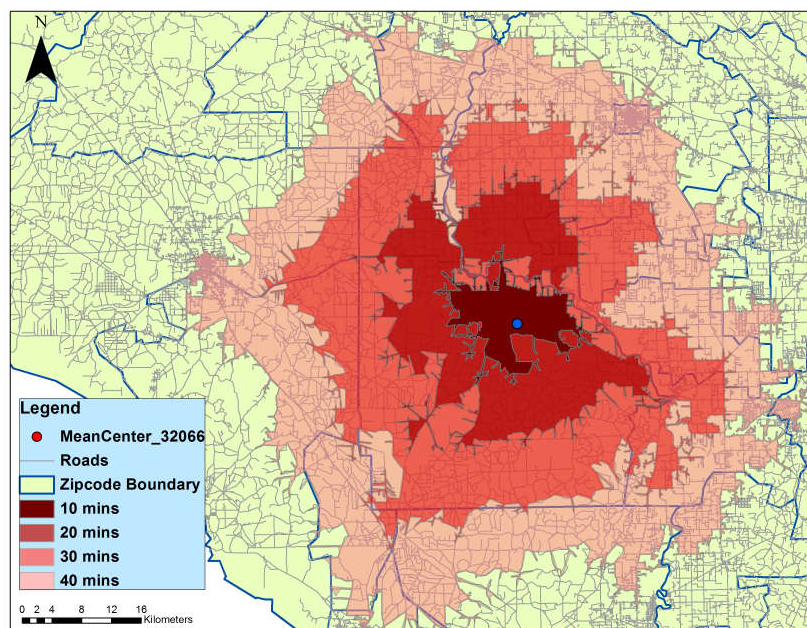 N
Legend
MeanCenter_32066
Roads
Zipcode Boundary
10 mins
20 mins
30 mins
40 mins
0 2 4 8 12 16
Kilometers